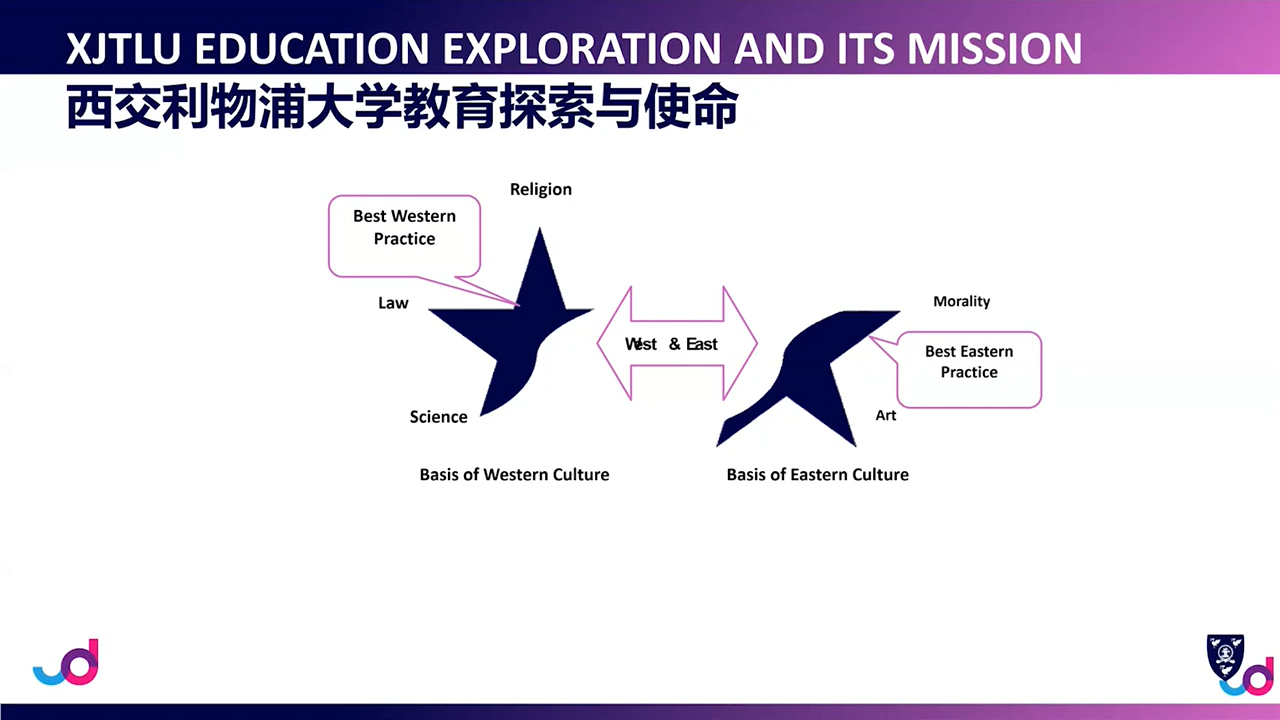 XJTLU EDUCATION EXPLORATION AND ITS MISSION
西交利物浦大学教育探索与使命
Religion
Best Western
Practice
Law
Science
Basis of Western Culture
West & East
Morality
Best Eastern
Practice
Art
Basis of Eastern Culture